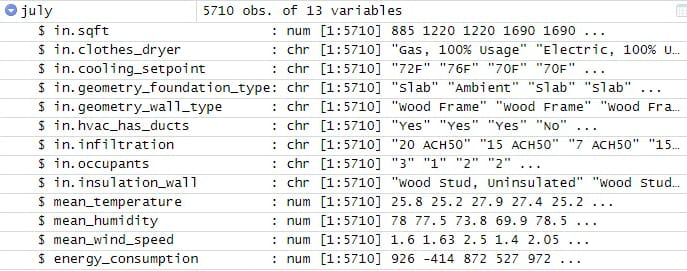 july 5710 obs. of 13 variables
$ in.sqft : num [1:5710] 885 1220 1220 1690 1690 ...
$ in.clothes_dryer : chr [1:5710] "Gas, 100% Usage" "Electric, 100% U...
$ in.cooling_setpoint : chr [1:5710] "72F" "76F" "70F" "70F" ...
$ in.geometry_foundation_type: chr [1:5710] "Slab" "Ambient" "Slab" "Slab" ...
$ in.geometry_wall_type : chr [1:5710] "Wood Frame" "Wood Frame" "Wood Fra...
$ in.hvac_has_ducts : chr [1:5710] "Yes" "Yes" "Yes" "No" ...
$ in.infiltration : chr [1:5710] "20 ACH50" "15 ACH50" "7 ACH50" "15...
$ in.occupants : chr [1:5710] "3" "1" "2" "2" ...
$ in.insulation_wall : chr [1:5710] "Wood Stud, Uninsulated" "Wood Stud...
$ mean_temperature : num [1:5710] 25.8 25.2 27.9 27.4 25.2 ...
$ mean_humidity : num [1:5710] 78 77.5 73.8 69.9 78.5 ...
$ mean_wind_speed : num [1:5710] 1.6 1.63 2.5 1.4 2.05 ...
$ energy_consumption : num [1:5710] 926 -414 872 527 972 ...